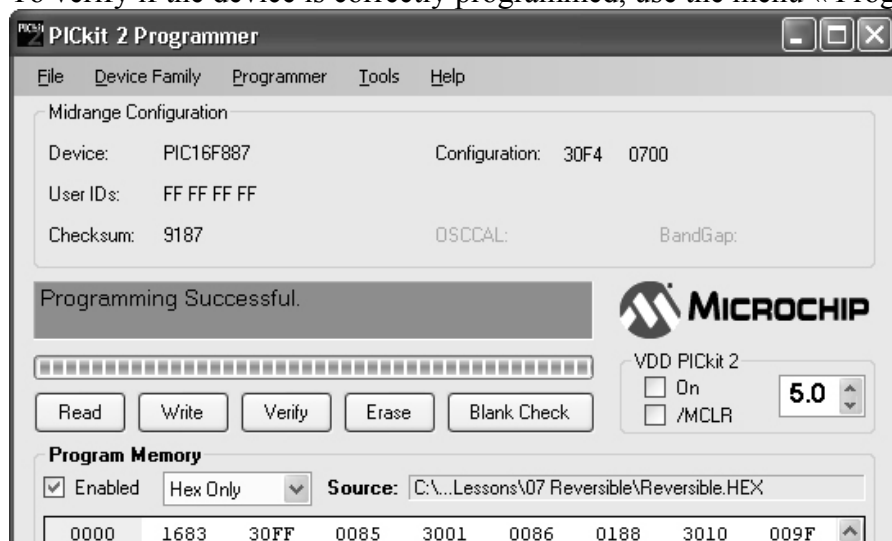 To verify if the device is correctly programmed, use the menu « Prog
PICkit 2 Programmer
File Device Family Programmer Tools Help
Midrange Configuration
Device: PIC16F887 Configuration: 30F4 0700
User IDs: FF FF FF FF
Checksum: 9187 OSCCAL: BandGap:
Programming Successful.
MICROCHIP
VDD PICkit 2
On
/MCLR
5.0
Read Write Verify Erase Blank Check
Program Memory
Enabled Hex Only Source: C:\...Lessons\07 Reversible\Reversible.HEX
0000 1683 30FF 0085 3001 0086 0188 3010 009F